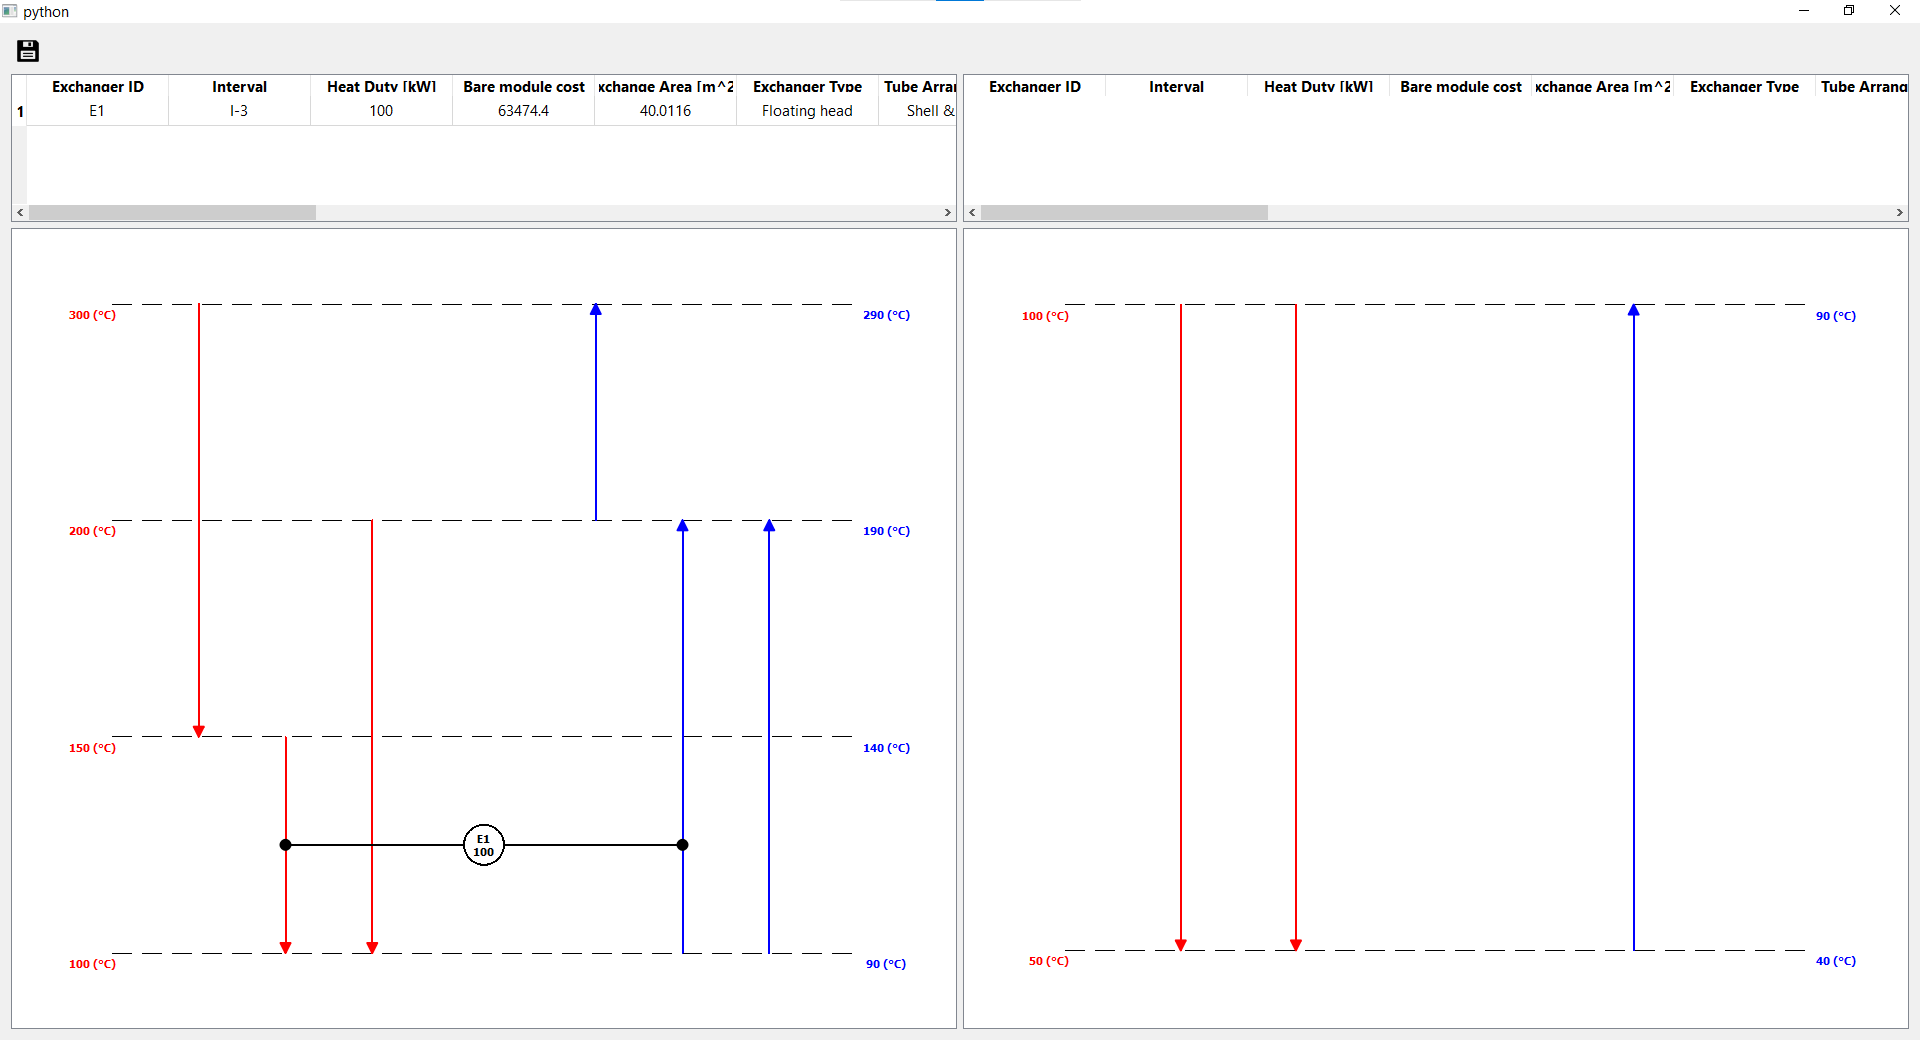 python
Exchanger ID Interval Heat Duty [kW] Bare module cost xchange Area [m^2 Exchanger Type Tube Arrar
1 E1 I-3 100 63474.4 40.0116 Floating head Shell &
Exchanger ID Interval Heat Duty [kW] Bare module cost xchange Area [m^2 Exchanger Type Tube Arrang
300 (°C) 290 (°C)
200 (°C) 190 (°C)
150 (°C) 140 (°C)
E1
100
100 (°C) 90 (°C)
100 (°C) 90 (°C)
50 (°C) 40 (°C)